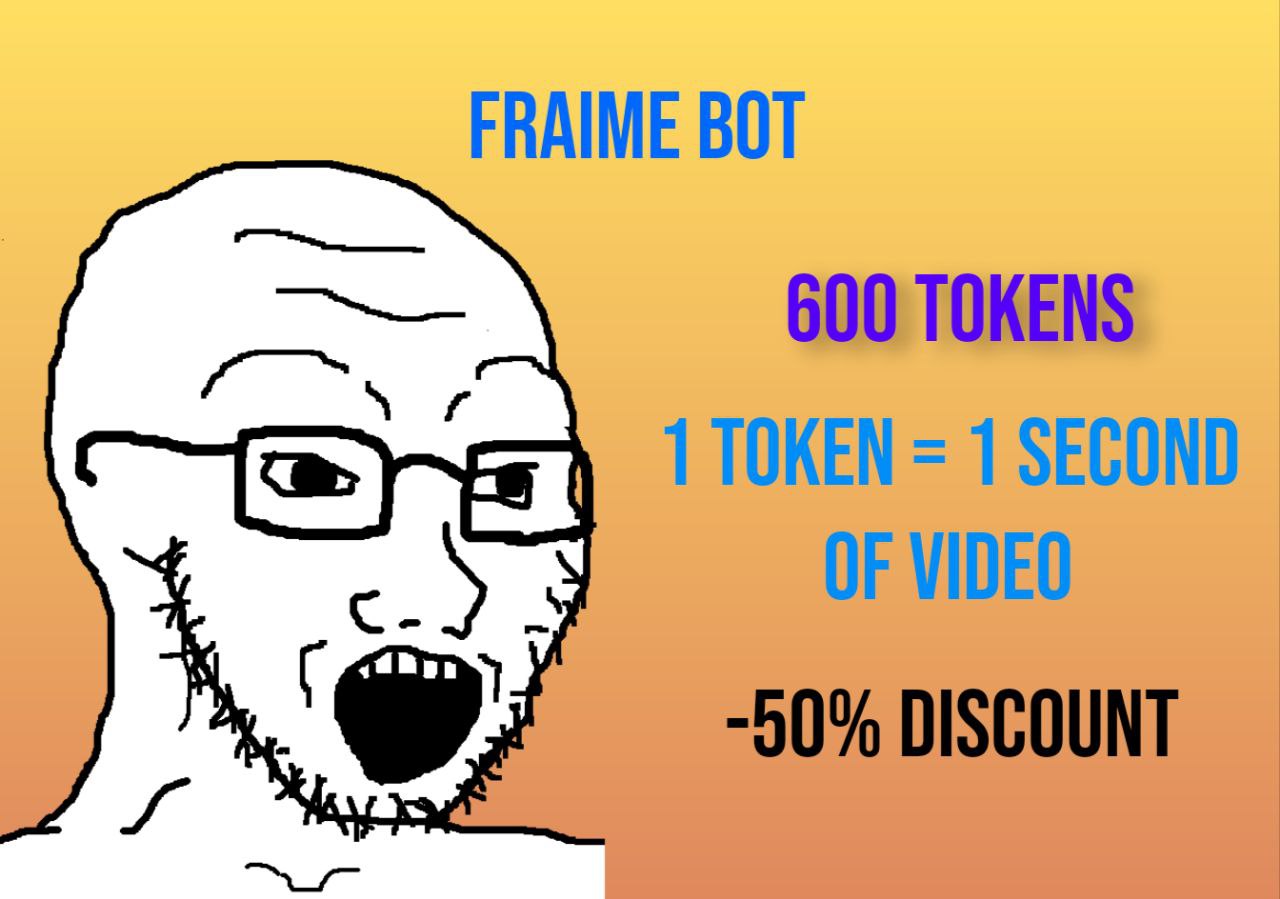 FRAIME BOT
600 TOKENS
1 TOKEN = 1 SECOND
OF VIDEO
-50% DISCOUNT